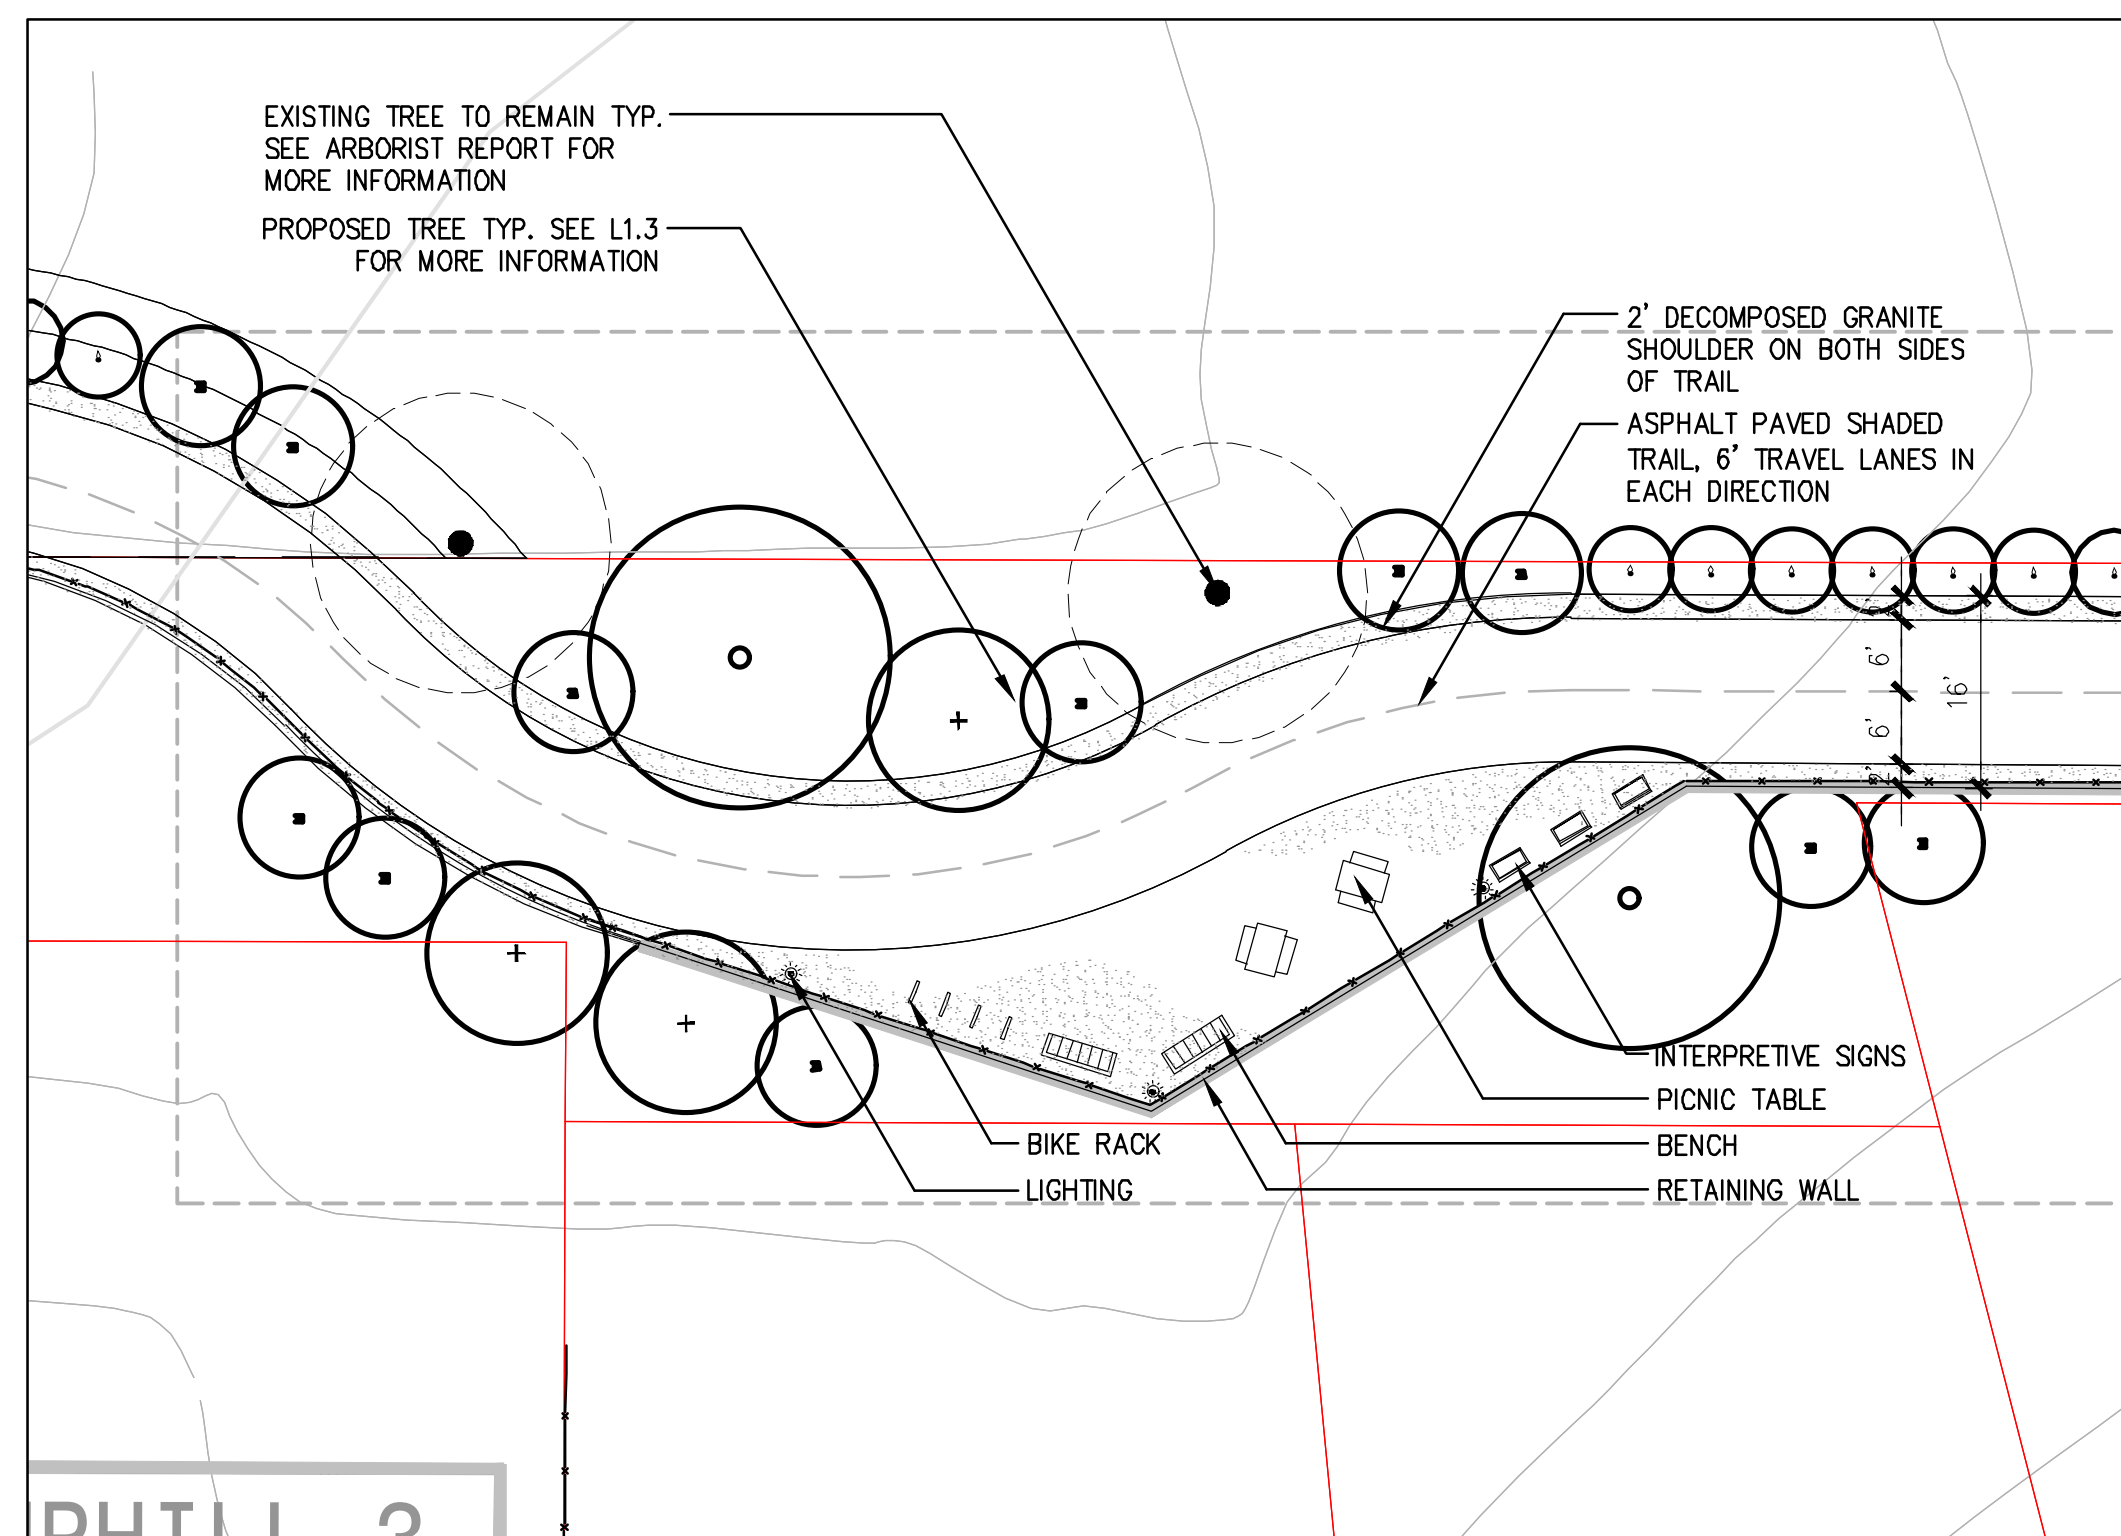 EXISTING TREE TO REMAIN TYP.
SEE ARBORIST REPORT FOR
MORE INFORMATION
PROPOSED TREE TYP. SEE L1.3
FOR MORE INFORMATION
2' DECOMPOSED GRANITE
SHOULDER ON BOTH SIDES
OF TRAIL
ASPHALT PAVED SHADED
TRAIL, 6' TRAVEL LANES IN
EACH DIRECTION
2'
6'
16'
6'
2'
INTERPRETIVE SIGNS
PICNIC TABLE
BIKE RACK
BENCH
LIGHTING
RETAINING WALL